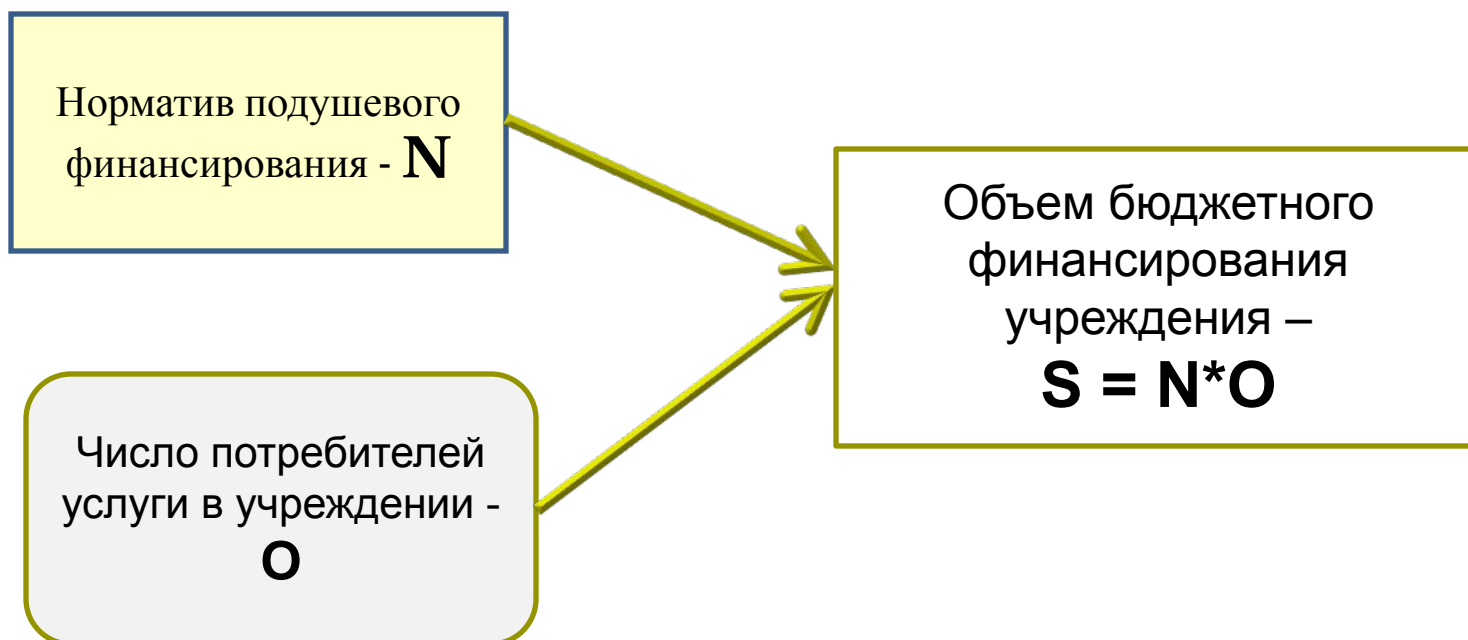 Норматив подушевого
финансирования - N
Объем бюджетного
финансирования
учреждения –
S = N*O
Число потребителей
услуги в учреждении -
О